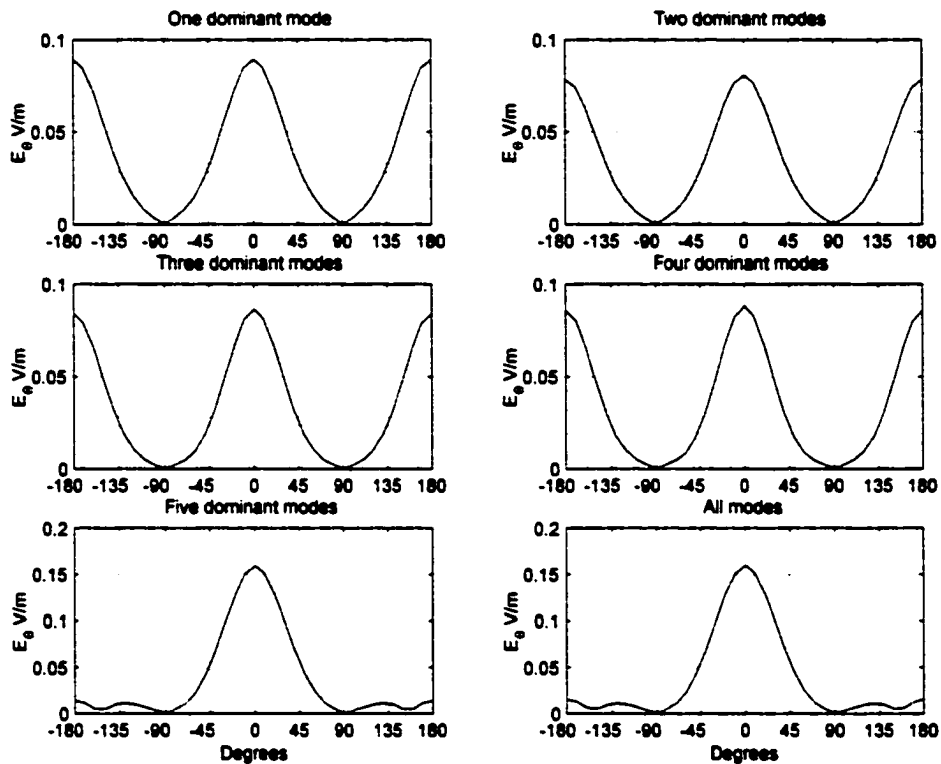 One dominant mode
Two dominant modes
0.1
0.05
0
E_θ V/m
-180 -135 -90 -45 0 45 90 135 180
0.1
0.05
0
E_θ V/m
-180 -135 -90 -45 0 45 90 135 180
Three dominant modes
Four dominant modes
0.1
0.05
0
E_θ V/m
-180 -135 -90 -45 0 45 90 135 180
0.1
0.05
0
E_θ V/m
-180 -135 -90 -45 0 45 90 135 180
Five dominant modes
All modes
0.2
0.15
0.1
0.05
0
E_θ V/m
-180 -135 -90 -45 0 45 90 135 180
Degrees
0.2
0.15
0.1
0.05
0
E_θ V/m
-180 -135 -90 -45 0 45 90 135 180
Degrees